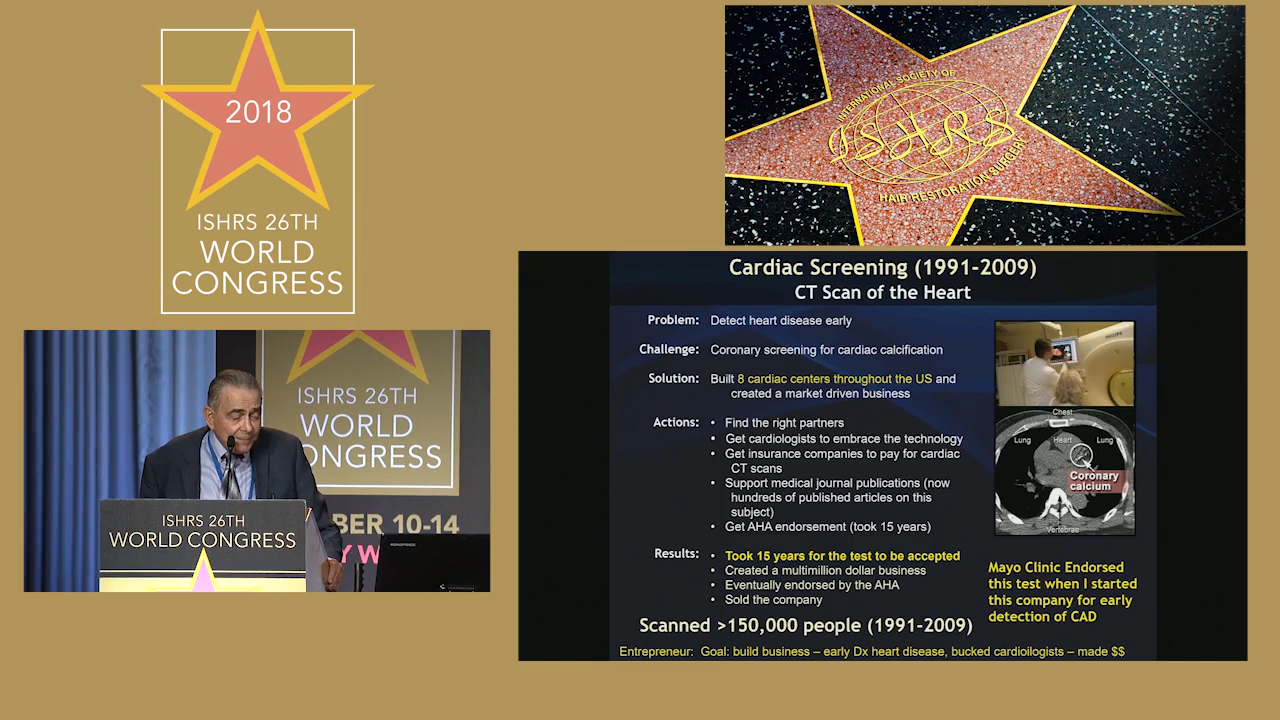 2018
ISHRS 26TH
WORLD
CONGRESS
INTERNATIONAL SOCIETY OF
ISHRS
HAIR RESTORATION SURGERY
ISHRS 26TH
WORLD
ONGRESS
BER 10-14
Y W
ISHRS 26TH
WORLD CONGRESS
Cardiac Screening (1991-2009)
CT Scan of the Heart
Problem: Detect heart disease early
Challenge: Coronary screening for cardiac calcification
Solution: Built 8 cardiac centers throughout the US and
created a market driven business
Actions: • Find the right partners
• Get cardiologists to embrace the technology
• Get insurance companies to pay for cardiac
CT scans
• Support medical journal publications (now
hundreds of published articles on this
subject)
• Get AHA endorsement (took 15 years)
Results: • Took 15 years for the test to be accepted
• Created a multimillion dollar business
• Eventually endorsed by the AHA
• Sold the company
Scanned >150,000 people (1991-2009)
Entrepreneur: Goal: build business – early Dx heart disease, bucked cardioilogists – made $$
PHILIPS
Chest
Lung Heart Lung
Coronary
calcium
Vertebrae
Mayo Clinic Endorsed
this test when I started
this company for early
detection of CAD